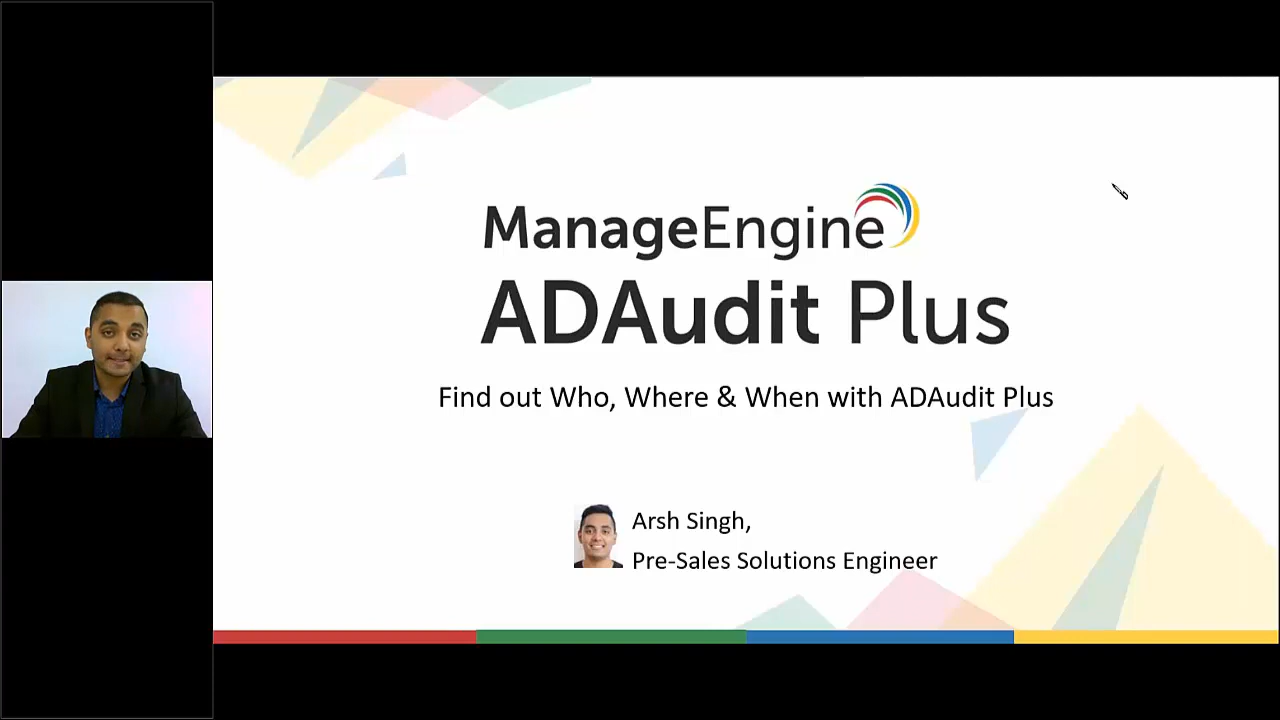 ManageEngine
ADAudit Plus
Find out Who, Where & When with ADAudit Plus
Arsh Singh,
Pre-Sales Solutions Engineer